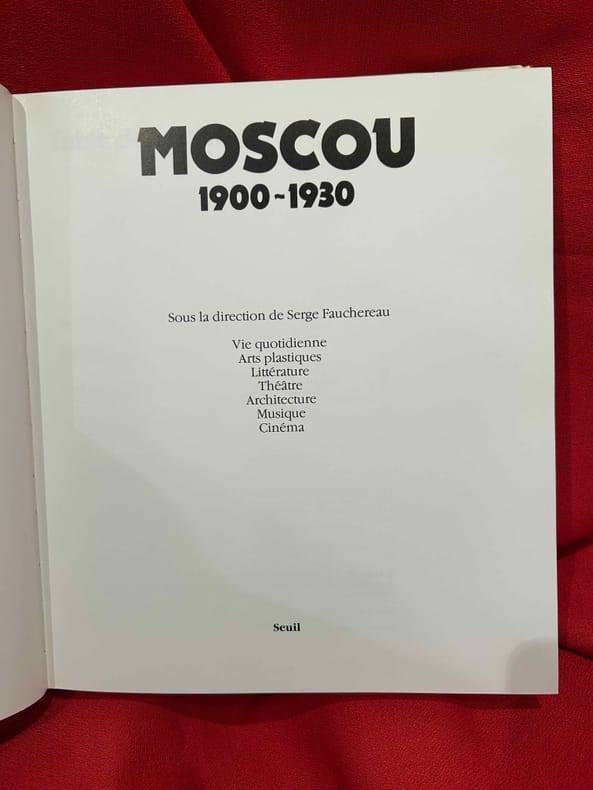 MOSCOU
1900~1930
Sous la direction de Serge Fauchereau
Vie quotidienne
Arts plastiques
Littérature
Théâtre
Architecture
Musique
Cinéma
Seuil